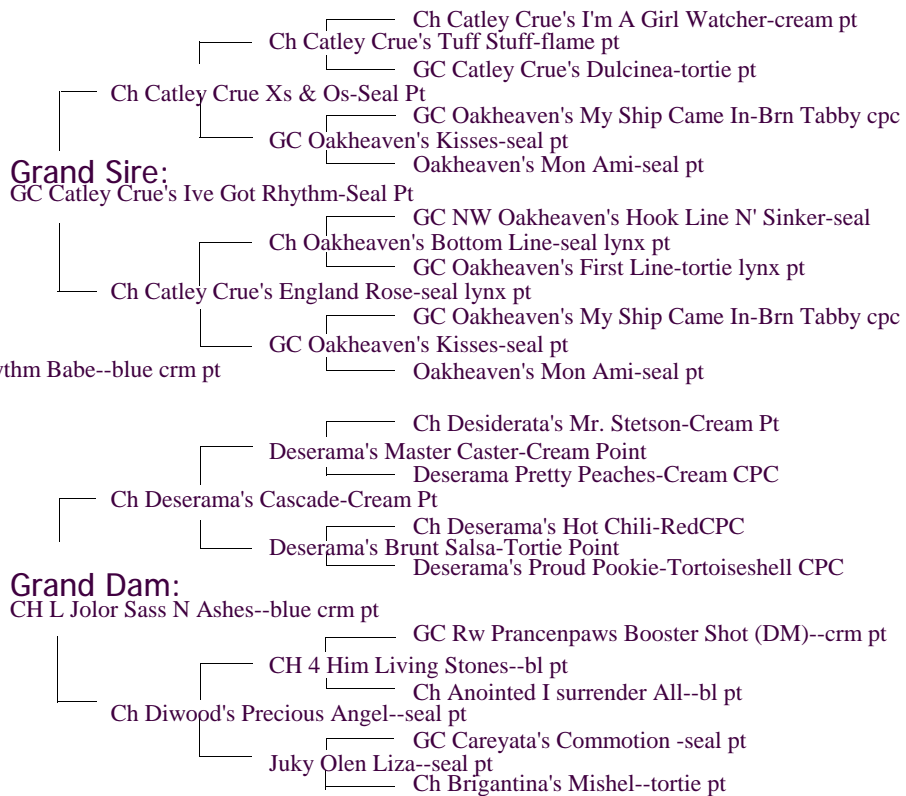 Ch Catley Crue's I'm A Girl Watcher-cream pt
Ch Catley Crue's Tuff Stuff-flame pt
GC Catley Crue's Dulcinea-tortie pt
Ch Catley Crue Xs & Os-Seal Pt
GC Oakheaven's My Ship Came In-Brn Tabby cpc
GC Oakheaven's Kisses-seal pt
Oakheaven's Mon Ami-seal pt
Grand Sire:
GC Catley Crue's Ive Got Rhythm-Seal Pt
GC NW Oakheaven's Hook Line N' Sinker-seal
Ch Oakheaven's Bottom Line-seal lynx pt
GC Oakheaven's First Line-tortie lynx pt
Ch Catley Crue's England Rose-seal lynx pt
GC Oakheaven's My Ship Came In-Brn Tabby cpc
GC Oakheaven's Kisses-seal pt
Oakheaven's Mon Ami-seal pt
ythm Babe--blue crm pt
Ch Desiderata's Mr. Stetson-Cream Pt
Deserama's Master Caster-Cream Point
Deserama Pretty Peaches-Cream CPC
Ch Deserama's Cascade-Cream Pt
Ch Deserama's Hot Chili-RedCPC
Deserama's Brunt Salsa-Tortie Point
Deserama's Proud Pookie-Tortoiseshell CPC
Grand Dam:
CH L Jolor Sass N Ashes--blue crm pt
GC Rw Prancenpaws Booster Shot (DM)--crm pt
CH 4 Him Living Stones--bl pt
Ch Anointed I surrender All--bl pt
Ch Diwood's Precious Angel--seal pt
GC Careyata's Commotion -seal pt
Juky Olen Liza--seal pt
Ch Brigantina's Mishel--tortie pt